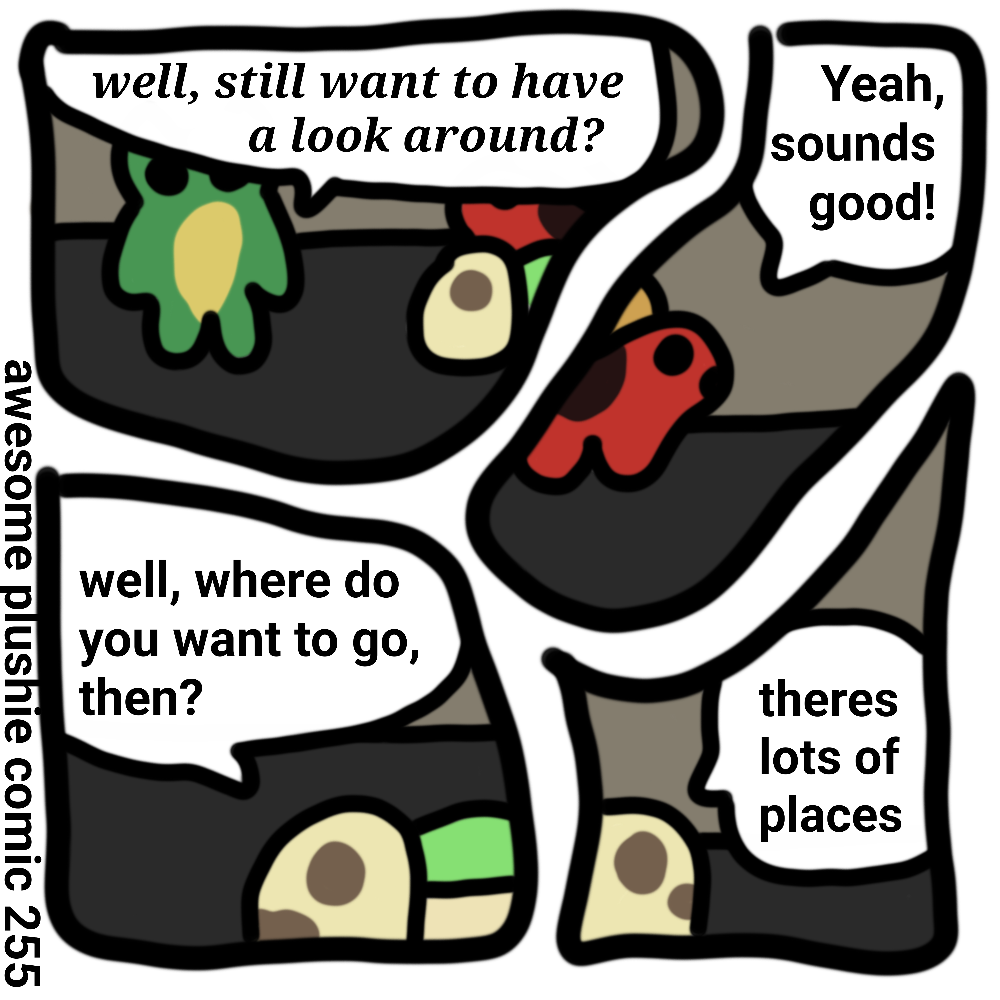 well, still want to have
a look around?
Yeah,
sounds
good!
well, where do
you want to go,
then?
theres
lots of
places
awesome plushie comic 255